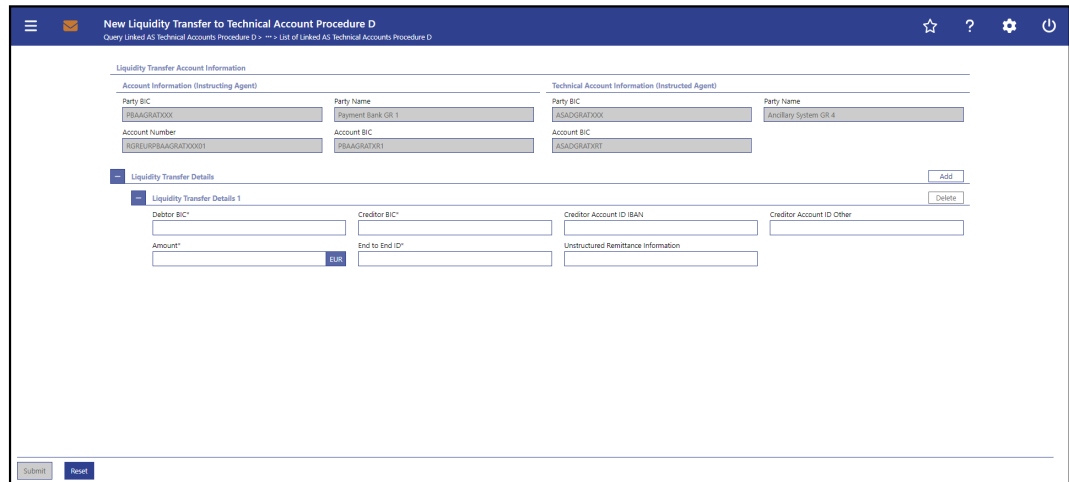 New Liquidity Transfer to Technical Account Procedure D
Query Linked AS Technical Accounts Procedure D > ··· > List of Linked AS Technical Accounts Procedure D
?
Liquidity Transfer Account Information
Account Information (Instructing Agent)
Technical Account Information (Instructed Agent)
Party BIC
Party Name
Party BIC
Party Name
PBAAGRATXXX
Payment Bank GR 1
ASADGRATXXX
Ancillary System GR 4
Account Number
Account BIC
Account BIC
RGREURPBAAGRATXXX01
PBAAGRATXR1
ASADGRATXRT
Liquidity Transfer Details
Add
Liquidity Transfer Details 1
Delete
Debtor BIC*
Creditor BIC*
Creditor Account ID IBAN
Creditor Account ID Other
Amount*
End to End ID*
Unstructured Remittance Information
EUR
Submit
Reset